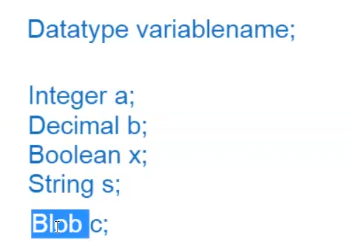 Datatype variablename;
Integer a;
Decimal b;
Boolean x;
String s;
Blob c;